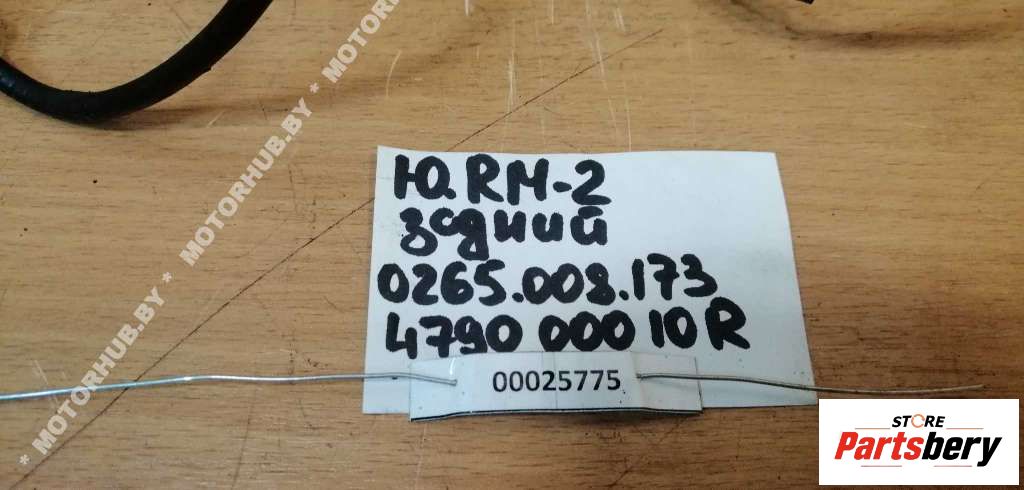 Ю. RM-2
задний
0265.008.173
4790 000 10R
00025775
* MOTORHUB.BY * MOTORHUB.BY * MOTORHUB.BY * MOTOR
STORE
Partsbery